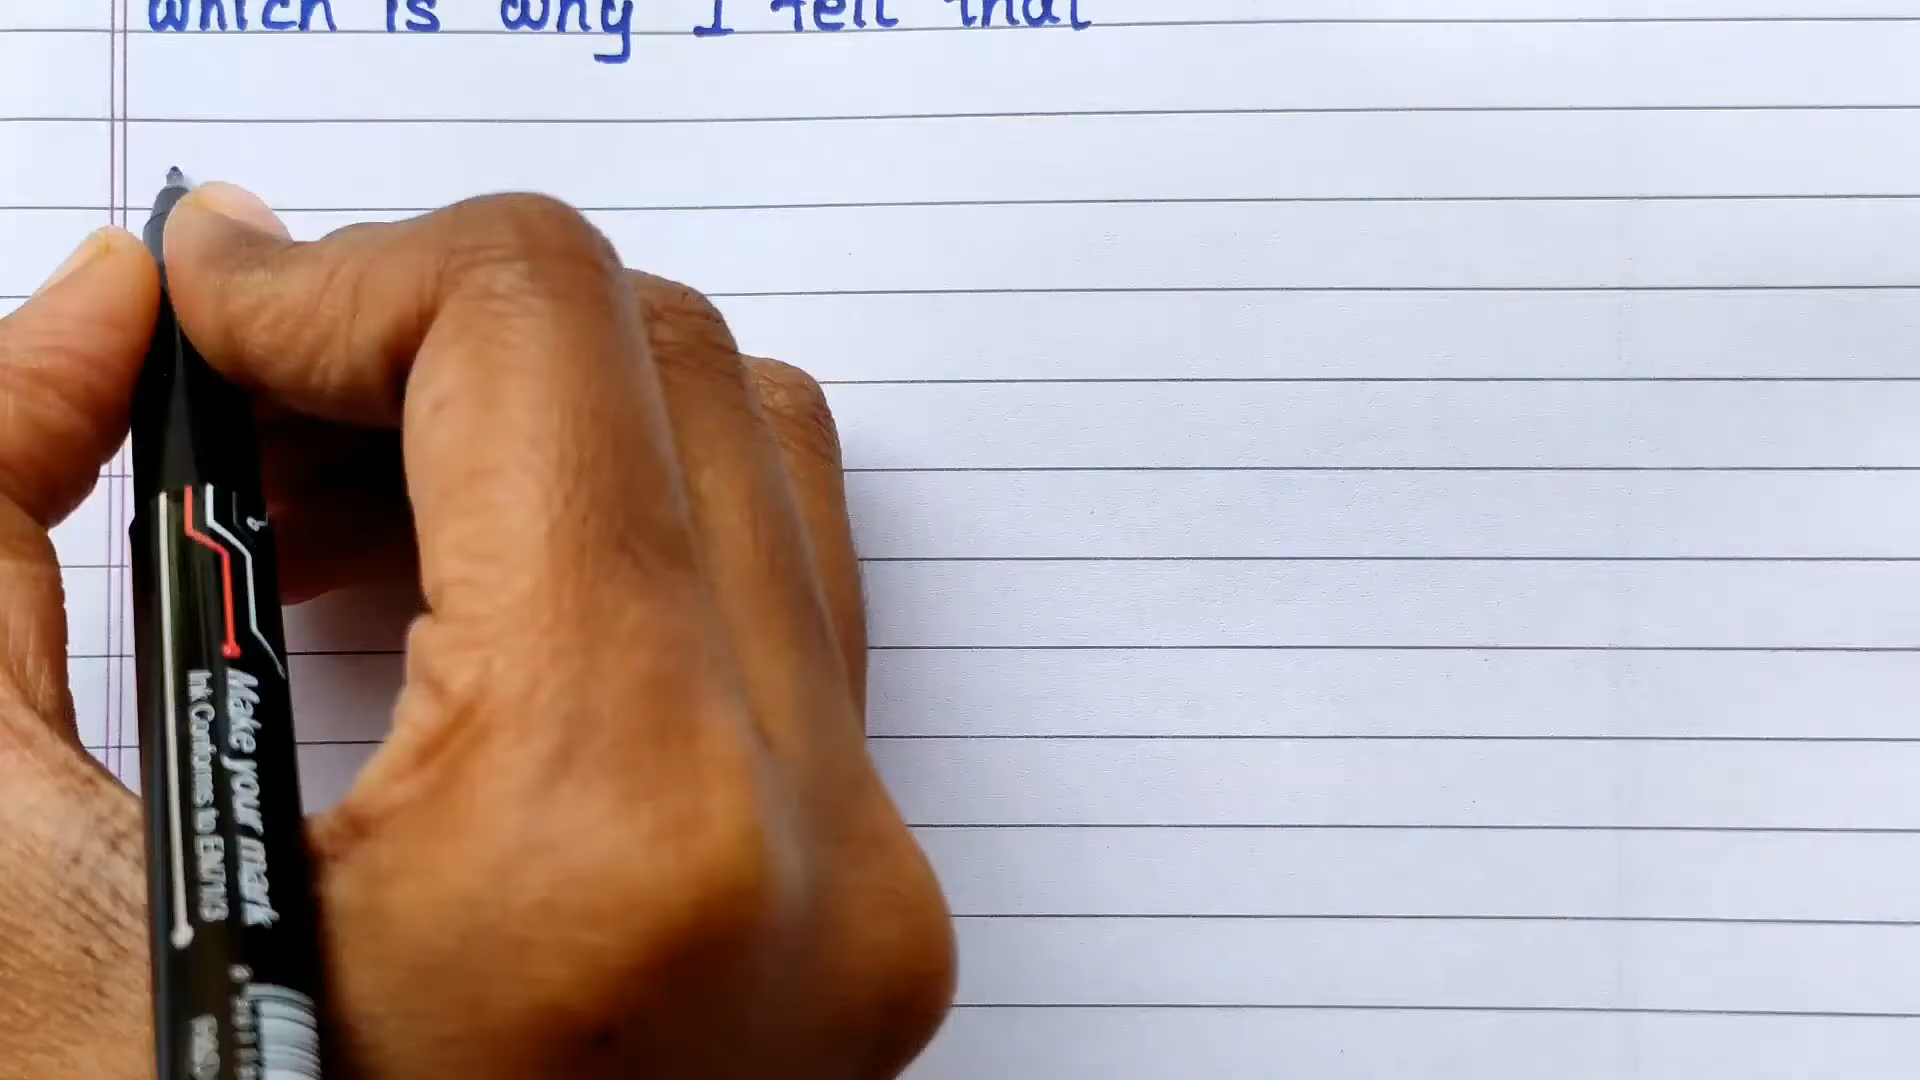 which is why I felt that
Make your mark
Ink Conforms to EN71/3